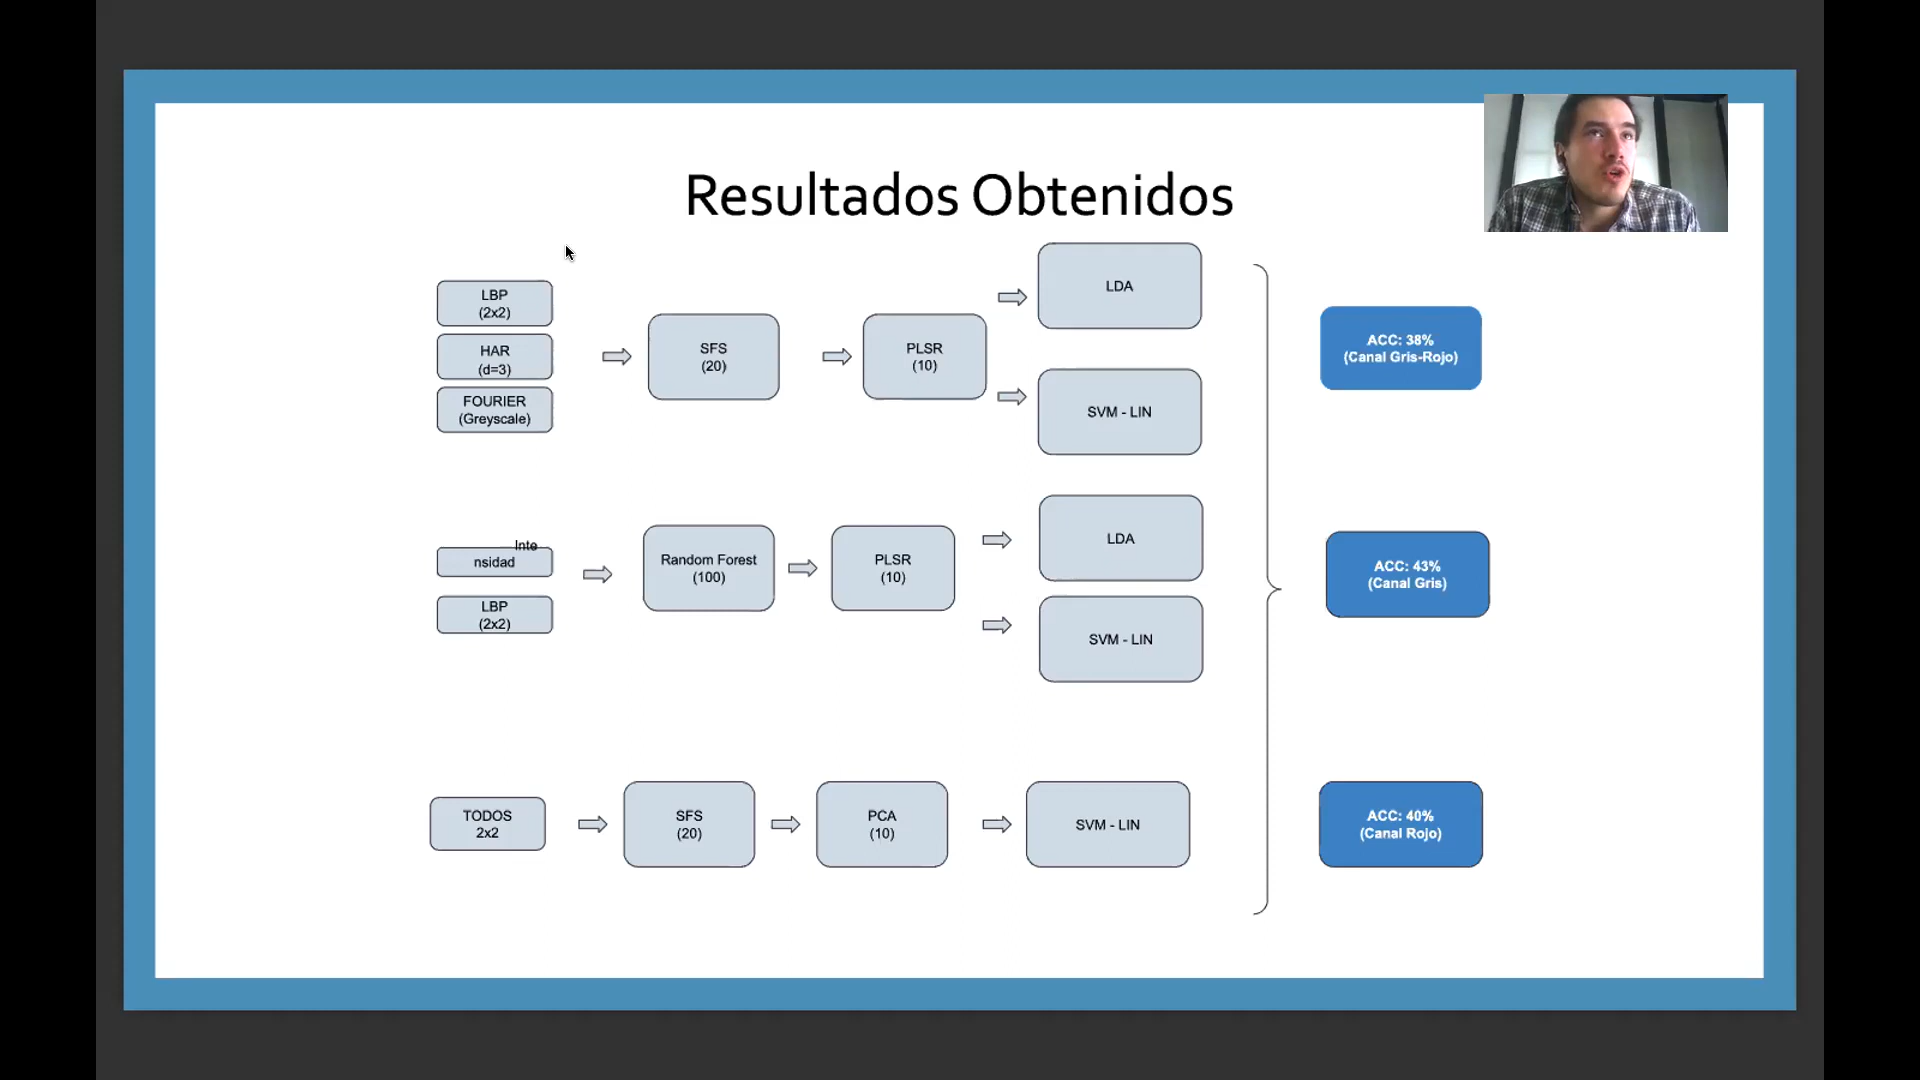 Resultados Obtenidos
LBP
(2x2)
HAR
(d=3)
FOURIER
(Greyscale)
SFS
(20)
PLSR
(10)
LDA
SVM - LIN
ACC: 38%
(Canal Gris-Rojo)
Inte
nsidad
LBP
(2x2)
Random Forest
(100)
PLSR
(10)
LDA
SVM - LIN
ACC: 43%
(Canal Gris)
TODOS
2x2
SFS
(20)
PCA
(10)
SVM - LIN
ACC: 40%
(Canal Rojo)